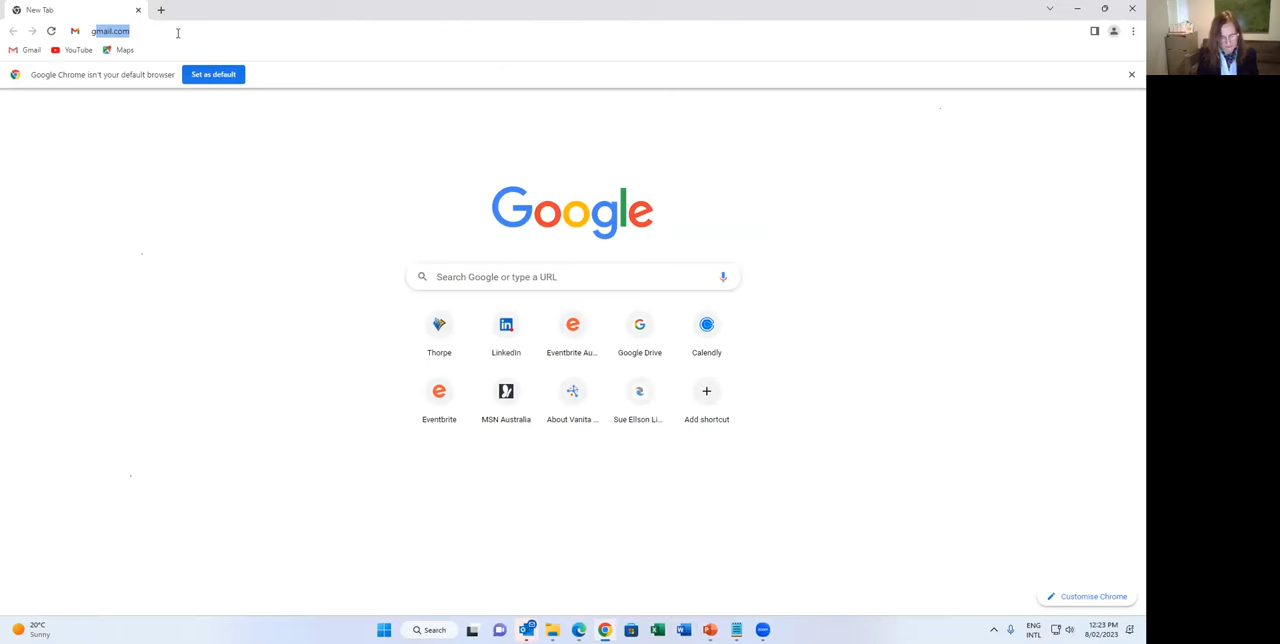 New Tab
gmail.com
Gmail YouTube Maps
Google Chrome isn't your default browser Set as default
Google
Search Google or type a URL
Thorpe LinkedIn Eventbrite Au... Google Drive Calendly
Eventbrite MSN Australia About Vanita ... Sue Ellson Li... Add shortcut
Customise Chrome
20°C
Sunny
Search
ENG
INTL
12:23 PM
8/02/2023